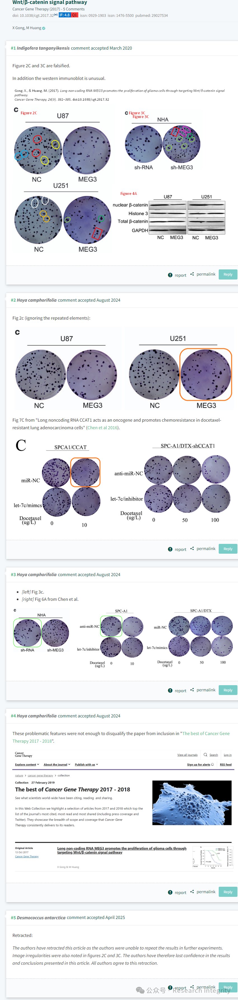 Wnt/β-catenin signal pathway
Cancer Gene Therapy (2017) - 5 Comments
doi: 10.1038/cgt.2017.32 IF: 4.8 Q1 issn: 0929-1903 issn: 1476-5500 pubmed: 29027534
X Gong, M Huang
#1 Indigofera tanganyikensis comment accepted March 2020
Figure 2C and 3C are falsified.
In addition the western immunoblot is unusual.
Gong, X., & Huang, M. (2017). Long non-coding RNA MEG3 promotes the proliferation of glioma cells through targeting Wnt/β-catenin signal
pathway.
Cancer Gene Therapy, 24(9), 381–385. doi:10.1038/cgt.2017.32
C Figure 2C
U87
NC MEG3
C Figure 3C
Figure 3C
NHA
sh-RNA sh-MEG3
U251
NC MEG3
Figure 4A
U87 U251
nuclear β-catenin
Histone 3
Total β-catenin
GAPDH
NC MEG3 NC MEG3
report permalink Reply
#2 Hoya camphorifolia comment accepted August 2024
Fig 2c (ignoring the repeated elements):
C
U87 U251
NC MEG3 NC MEG3
Fig 7C from "Long noncoding RNA CCAT1 acts as an oncogene and promotes chemoresistance in docetaxel-
resistant lung adenocarcinoma cells" (Chen et al 2016).
C
SPCA1/CCAT
miR-NC
let-7c/mimcs
Docetaxel
(ug/L) 0 10
SPC-A1/DTX-shCCAT1
anti-miR-NC
let-7c/inhibitor
Docetaxel
(ug/L) 0 50 100
report permalink Reply
#3 Hoya camphorifolia comment accepted August 2024
[left] Fig 3c.
[right] Fig 6A from Chen et al.
c
NHA
sh-RNA sh-MEG3
SPC-A1
anti-miR-NC
let-7c/inhibitor
Docetaxel
(ug/L) 0 10
SPC-A1/DTX
miR-NC
let-7c/mimics
Docetaxel
(ug/L) 0 50 100
report permalink Reply
#4 Hoya camphorifolia comment accepted August 2024
These problematic features were not enough to disqualify the paper from inclusion in "The best of Cancer Gene
Therapy 2017 - 2018".
Cancer
Gene Therapy
View all journals Search Log in
Explore content About the journal Publish with us Sign up for alerts RSS feed
nature > cancer gene therapy > collection
Collection 27 February 2019
The best of Cancer Gene Therapy 2017 - 2018
See what scientists world-wide have been citing, reading and sharing.
In this Web Collection we highlight a selection of articles from 2017 and 2018 which top the
list of the journal's most cited, most read and most shared (including press coverage and
Twitter). They showcase the breadth of scope and coverage that Cancer Gene
Therapy consistently delivers to its readers.
Original Article
13 Oct 2017
Cancer Gene Therapy
Long non-coding RNA MEG3 promotes the proliferation of glioma cells through
targeting Wnt/β-catenin signal pathway
X Gong & M Huang
report permalink Reply
#5 Desmococcus antarctica comment accepted April 2025
Retracted:
The authors have retracted this article as the authors were unable to repeat the results in further experiments.
Image irregularities were also noted in figures 2C and 3C. The authors have therefore lost confidence in the results
and conclusions presented in this article. All authors agree to this retraction.
report permalink Reply
公众号 · Research Integrity